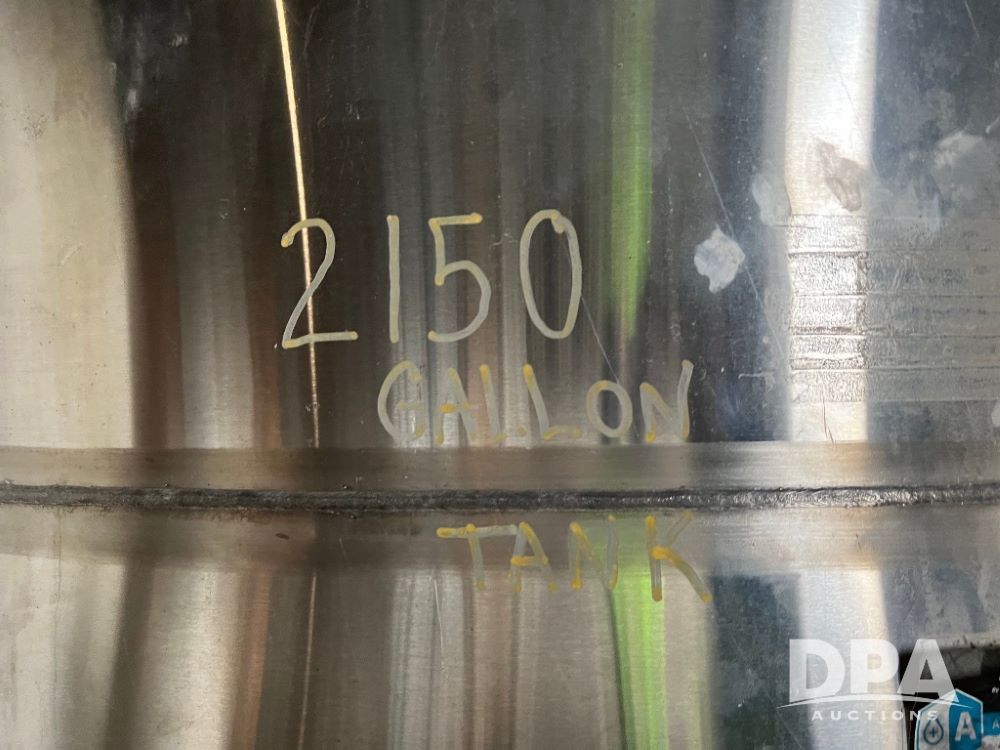 2150
GALLON
TANK
DPA
AUCTIONS
A